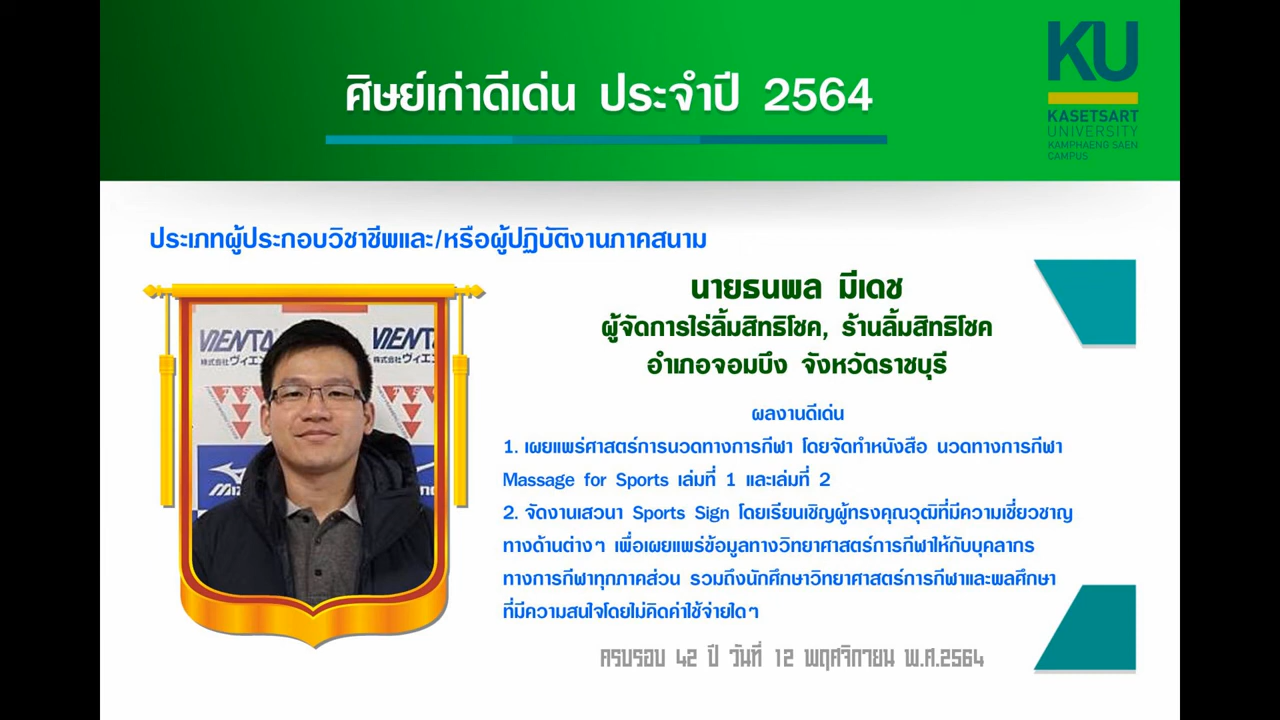 ศิษย์เก่าดีเด่น ประจำปี 2564
KU
KASETSART
UNIVERSITY
KAMPHAENG SAEN
CAMPUS
ประเภทผู้ประกอบวิชาชีพและ/หรือผู้ปฏิบัติงานภาคสนาม
นายธนพล มีเดช
ผู้จัดการไร่ลิ้มสิทธิโชค, ร้านลิ้มสิทธิโชค
อำเภอจอมบึง จังหวัดราชบุรี
VIENTA
VIENT
株式会社ヴィエン
株式会社ヴィエ
ผลงานดีเด่น
1. เผยแพร่ศาสตร์การนวดทางการกีฬา โดยจัดทำหนังสือ นวดทางการกีฬา
Massage for Sports เล่มที่ 1 และเล่มที่ 2
2. จัดงานเสวนา Sports Sign โดยเรียนเชิญผู้ทรงคุณวุฒิที่มีความเชี่ยวชาญ
ทางด้านต่างๆ เพื่อเผยแพร่ข้อมูลทางวิทยาศาสตร์การกีฬาให้กับบุคลากร
ทางการกีฬาทุกภาคส่วน รวมถึงนักศึกษาวิทยาศาสตร์การกีฬาและพลศึกษา
ที่มีความสนใจโดยไม่คิดค่าใช้จ่ายใดๆ
ครบรอบ 42 ปี วันที่ 12 พฤศจิกายน พ.ศ.2564